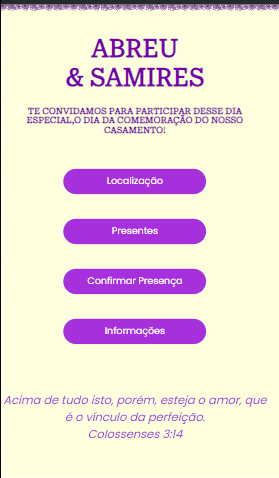 ABREU
& SAMIRES
TE CONVIDAMOS PARA PARTICIPAR DESSE DIA
ESPECIAL,O DIA DA COMEMORAÇÃO DO NOSSO
CASAMENTO!
Localização
Presentes
Confirmar Presença
Informações
Acima de tudo isto, porém, esteja o amor, que
é o vínculo da perfeição.
Colossenses 3:14